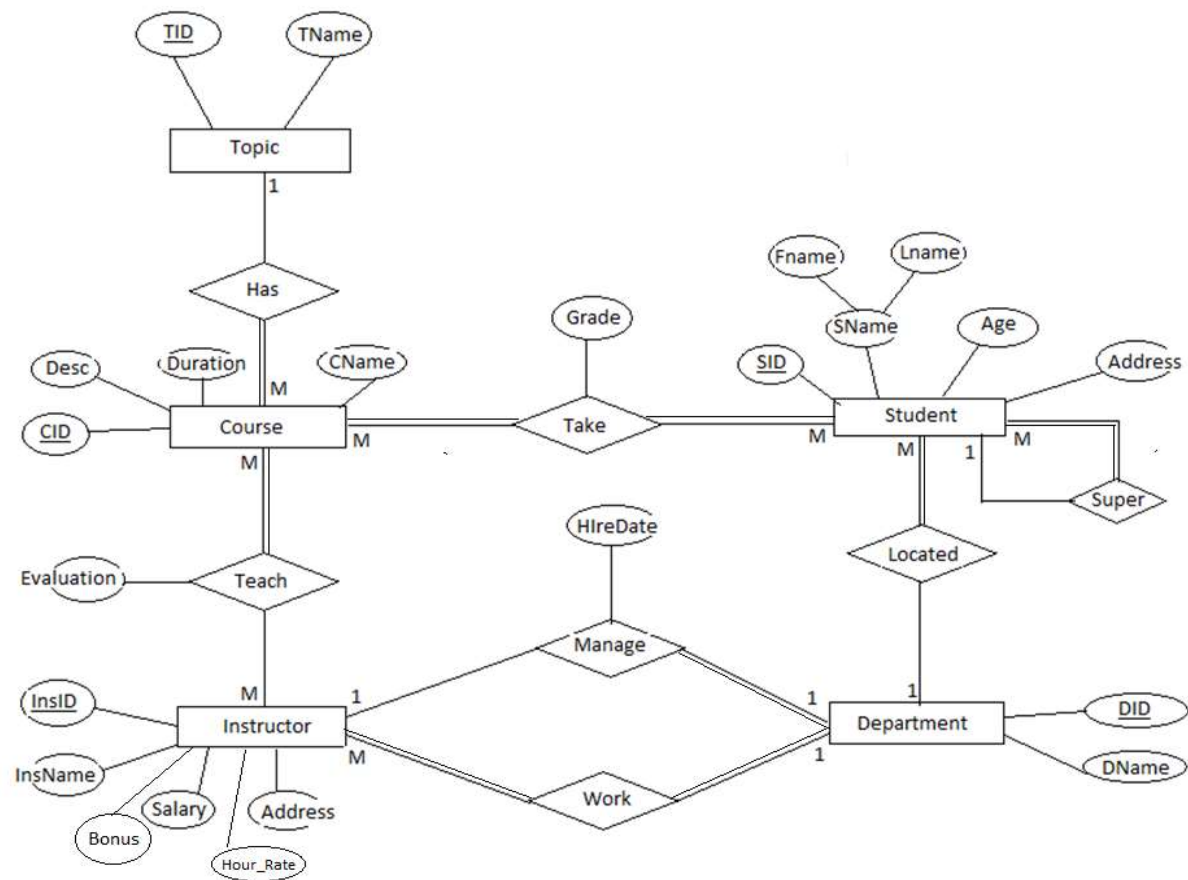 TID
TName
Topic
1
Has
Fname
Lname
Grade
SName
Age
Desc
Duration
CName
SID
Address
M
CID
Course
M
Take
M
Student
M
M
M
1
Super
HIreDate
Located
Evaluation
Teach
Manage
M
1
1
1
InsID
Instructor
Department
DID
M
1
InsName
DName
Salary
Address
Work
Bonus
Hour_Rate